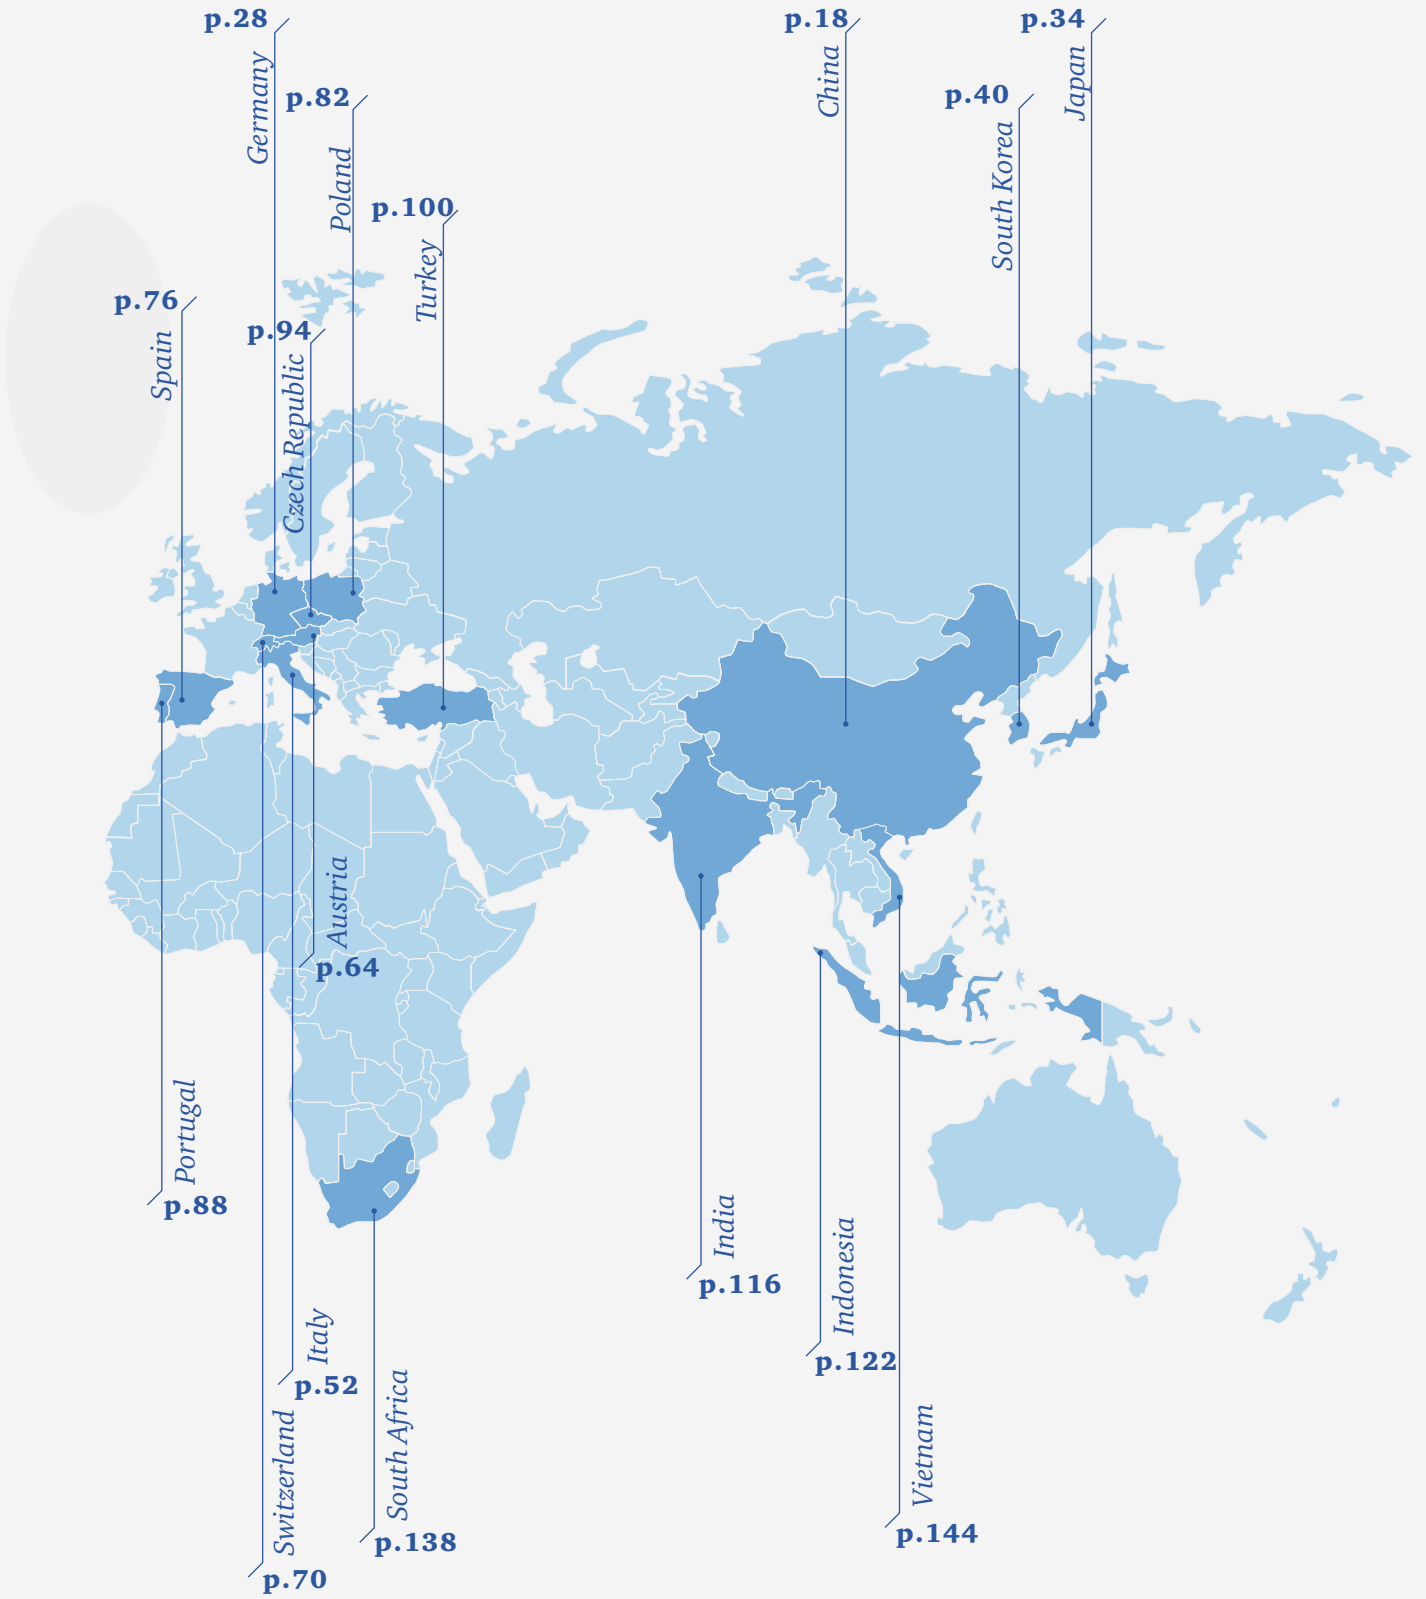 p.28
Germany
p.82
Poland
p.100
Turkey
p.76
Spain
p.94
Czech Republic
p.18
China
p.40
South Korea
p.34
Japan
Austria
p.64
Portugal
p.88
Italy
p.52
Switzerland
p.70
South Africa
p.138
India
p.116
Indonesia
p.122
Vietnam
p.144